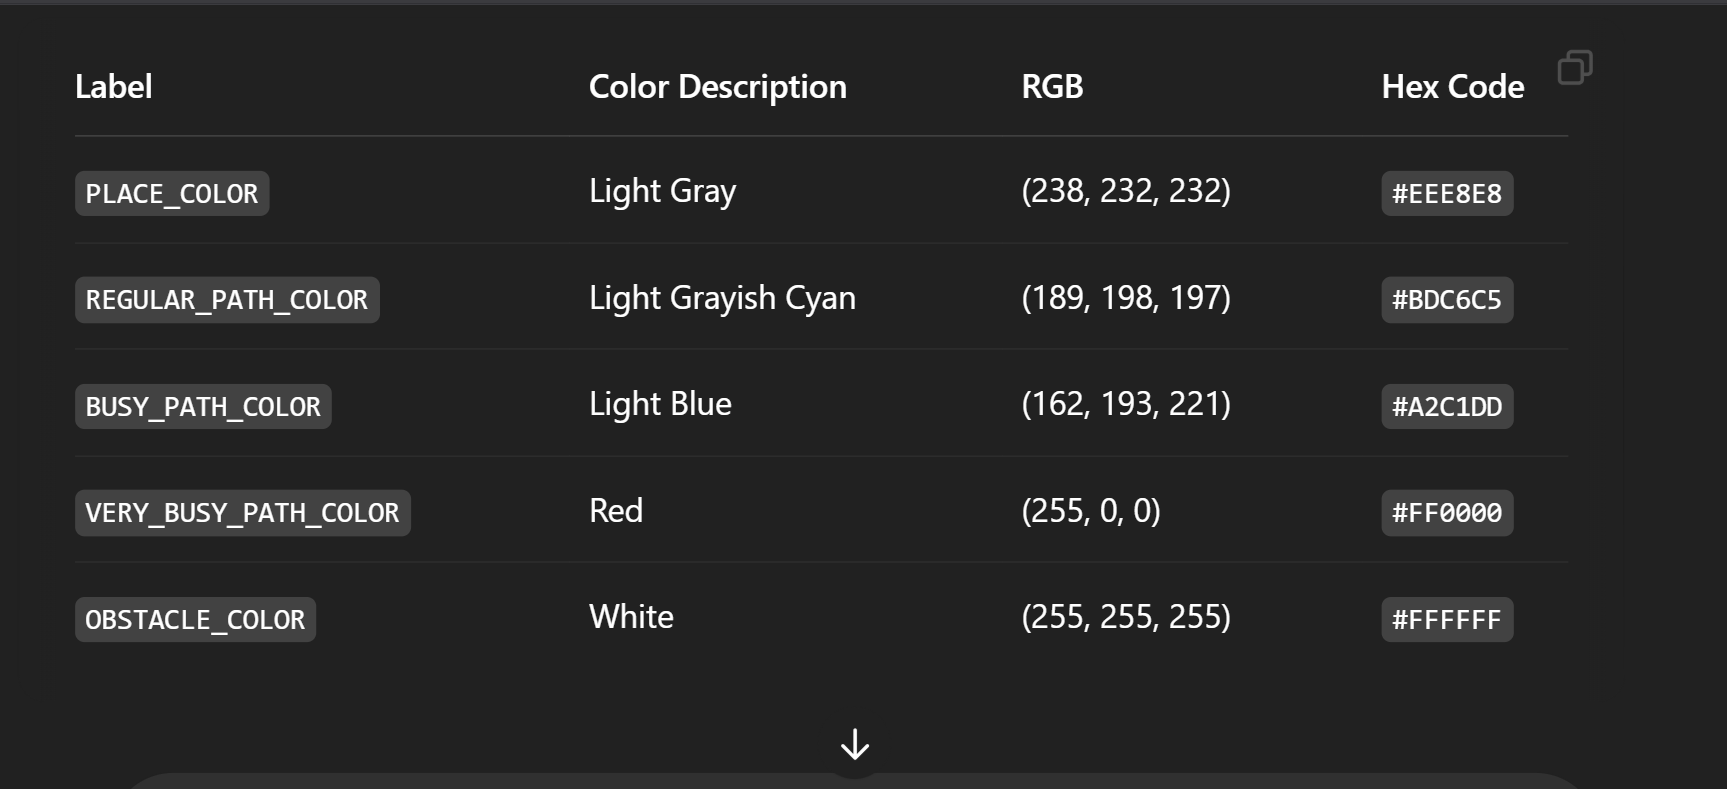 Label Color Description RGB Hex Code
PLACE_COLOR Light Gray (238, 232, 232) #EEE8E8
REGULAR_PATH_COLOR Light Grayish Cyan (189, 198, 197) #BDC6C5
BUSY_PATH_COLOR Light Blue (162, 193, 221) #A2C1DD
VERY_BUSY_PATH_COLOR Red (255, 0, 0) #FF0000
OBSTACLE_COLOR White (255, 255, 255) #FFFFFF